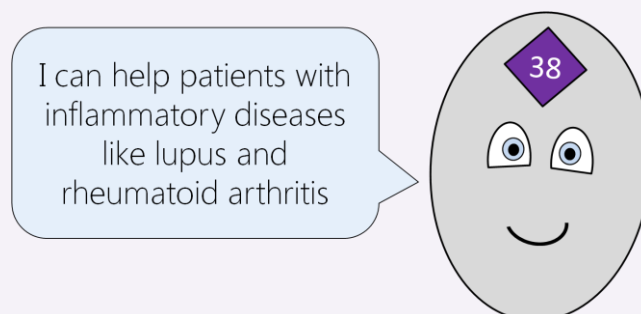 I can help patients with
inflammatory diseases
like lupus and
rheumatoid arthritis
38